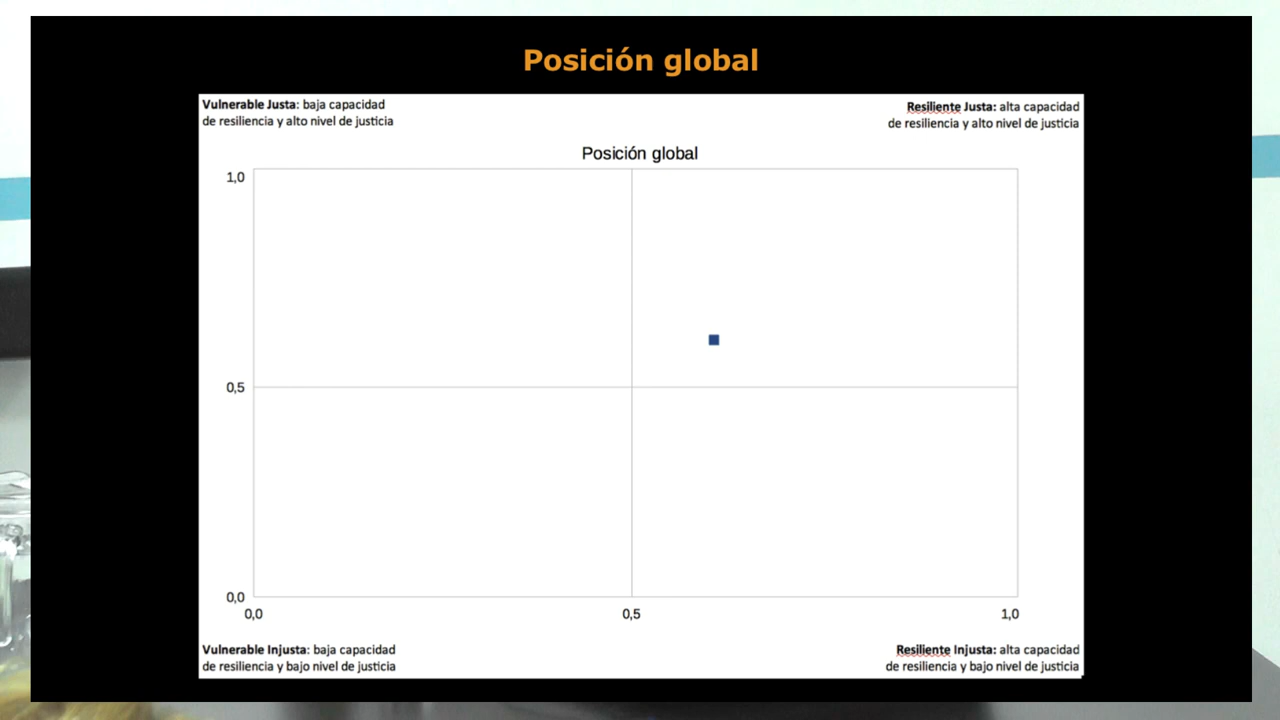 Posición global
Vulnerable Justa: baja capacidad
de resiliencia y alto nivel de justicia
Resiliente Justa: alta capacidad
de resiliencia y alto nivel de justicia
Posición global
1,0
0,5
0,0
0,0
0,5
1,0
Vulnerable Injusta: baja capacidad
de resiliencia y bajo nivel de justicia
Resiliente Injusta: alta capacidad
de resiliencia y bajo nivel de justicia